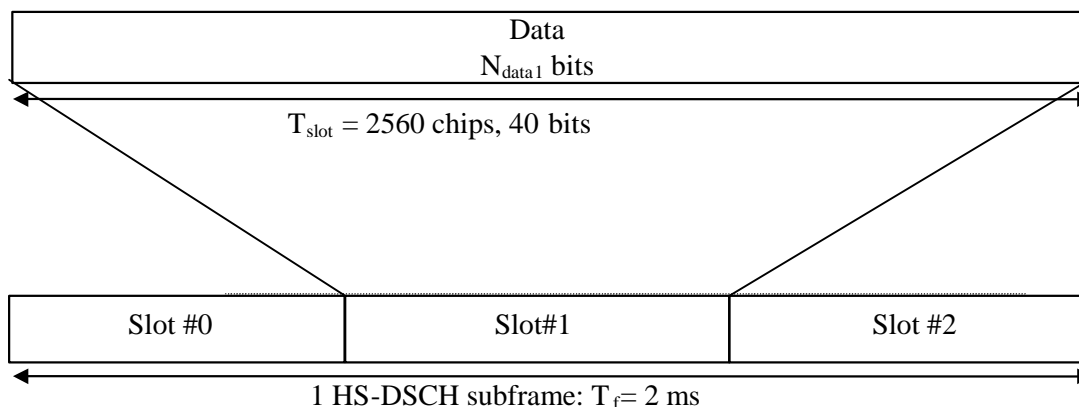 Data
N_data1 bits
T_slot = 2560 chips, 40 bits
Slot #0 Slot#1 Slot #2
1 HS-DSCH subframe: T_f= 2 ms